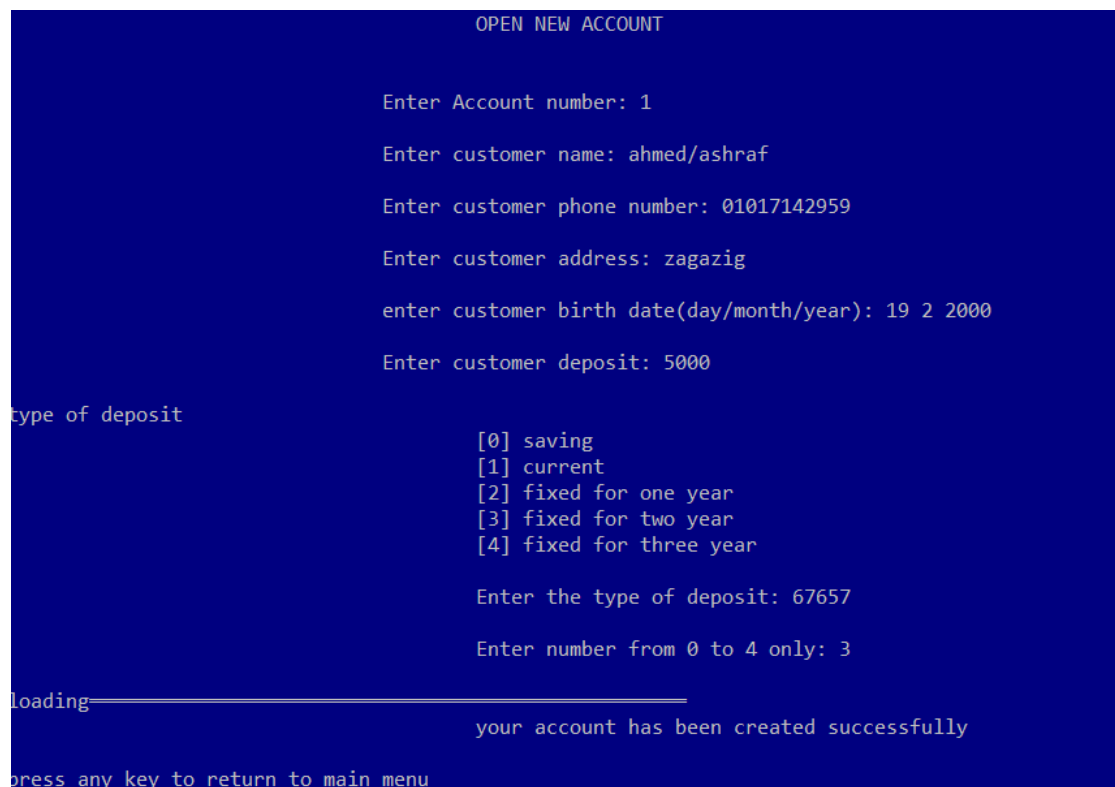 OPEN NEW ACCOUNT
Enter Account number: 1
Enter customer name: ahmed/ashraf
Enter customer phone number: 01017142959
Enter customer address: zagazig
enter customer birth date(day/month/year): 19 2 2000
Enter customer deposit: 5000
type of deposit
[0] saving
[1] current
[2] fixed for one year
[3] fixed for two year
[4] fixed for three year
Enter the type of deposit: 67657
Enter number from 0 to 4 only: 3
loading
your account has been created successfully
press any key to return to main menu